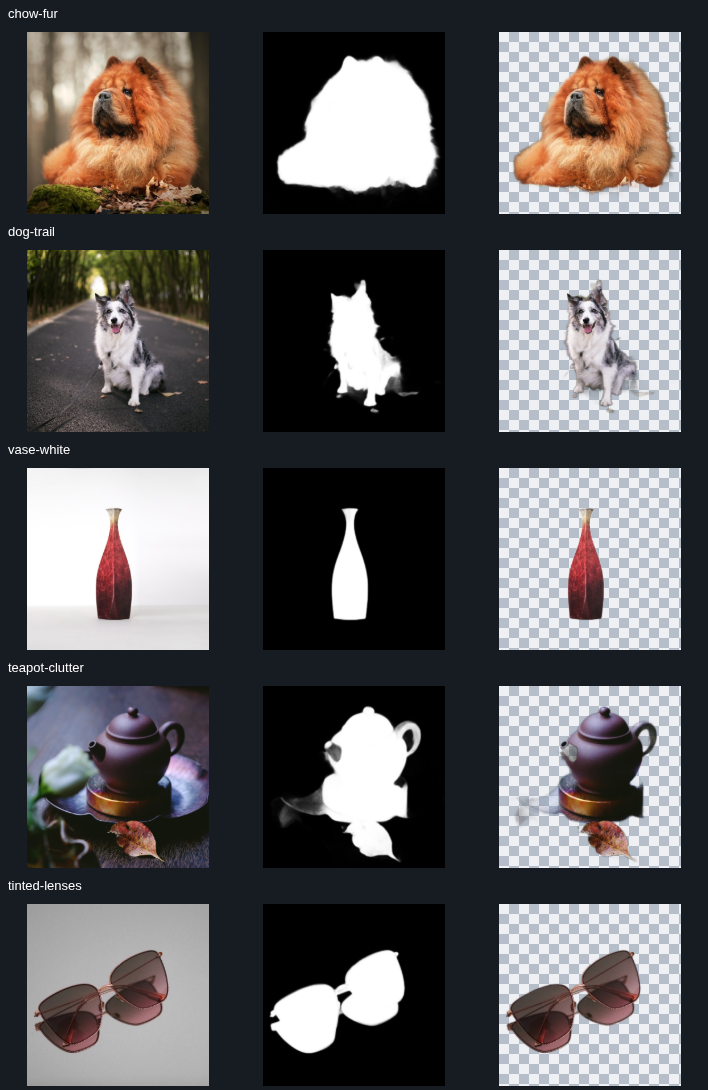 chow-fur
dog-trail
vase-white
teapot-clutter
tinted-lenses